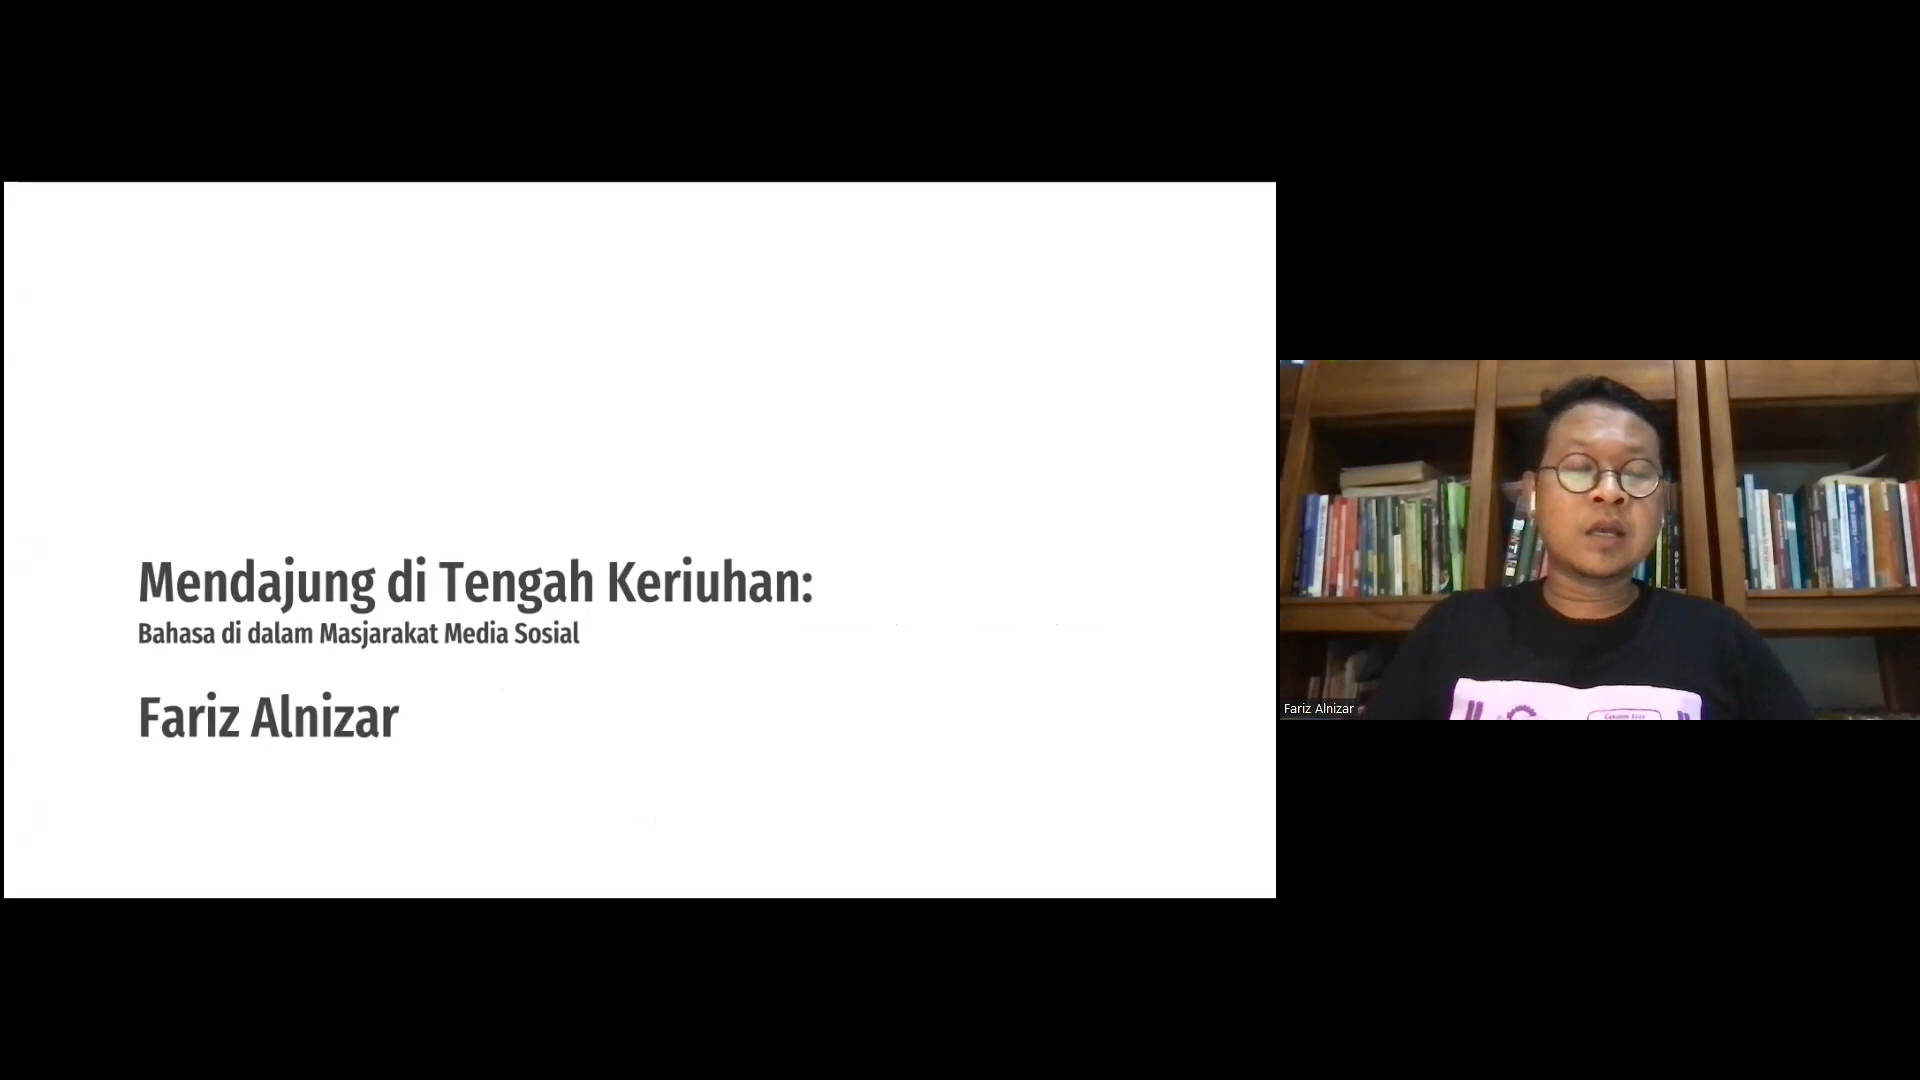 Mendajung di Tengah Keriuhan:
Bahasa di dalam Masjarakat Media Sosial
Fariz Alnizar
Fariz Alnizar